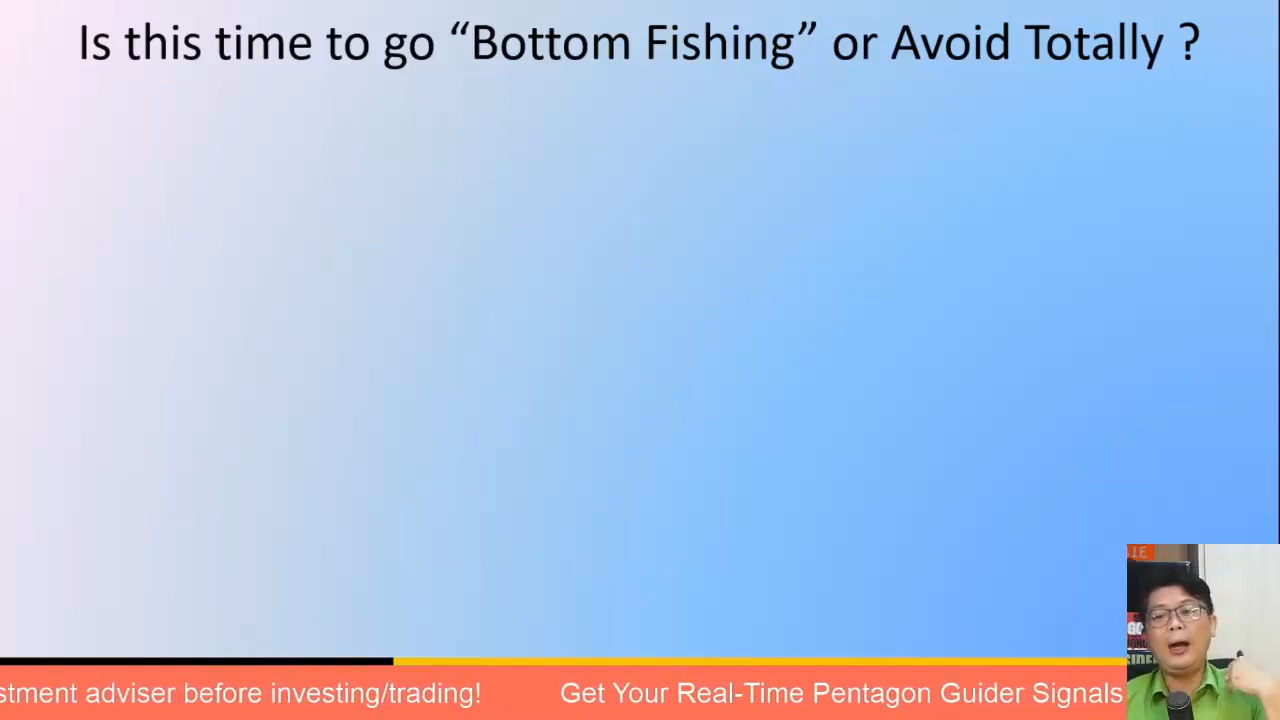 Is this time to go “Bottom Fishing” or Avoid Totally ?
stment adviser before investing/trading! Get Your Real-Time Pentagon Guider Signals